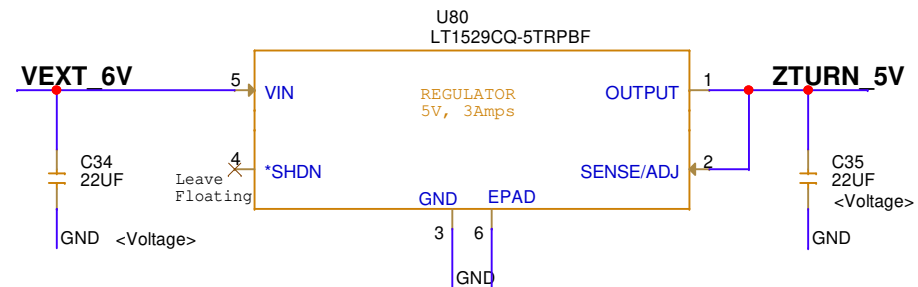 U80
LT1529CQ-5TRPBF
VEXT_6V
5
VIN
REGULATOR
5V, 3Amps
OUTPUT
1
ZTURN_5V
C34
22UF
4
Leave
Floating
*SHDN
SENSE/ADJ
2
C35
22UF
<Voltage>
GND
EPAD
GND
<Voltage>
3
6
GND
GND